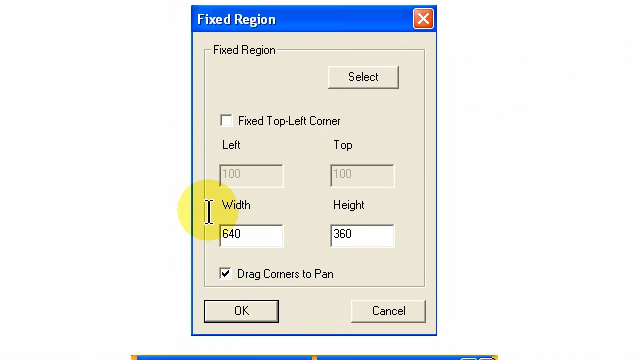 Fixed Region
Fixed Region
Select
Fixed Top-Left Corner
Left Top
100 100
Width Height
640 360
Drag Corners to Pan
OK Cancel